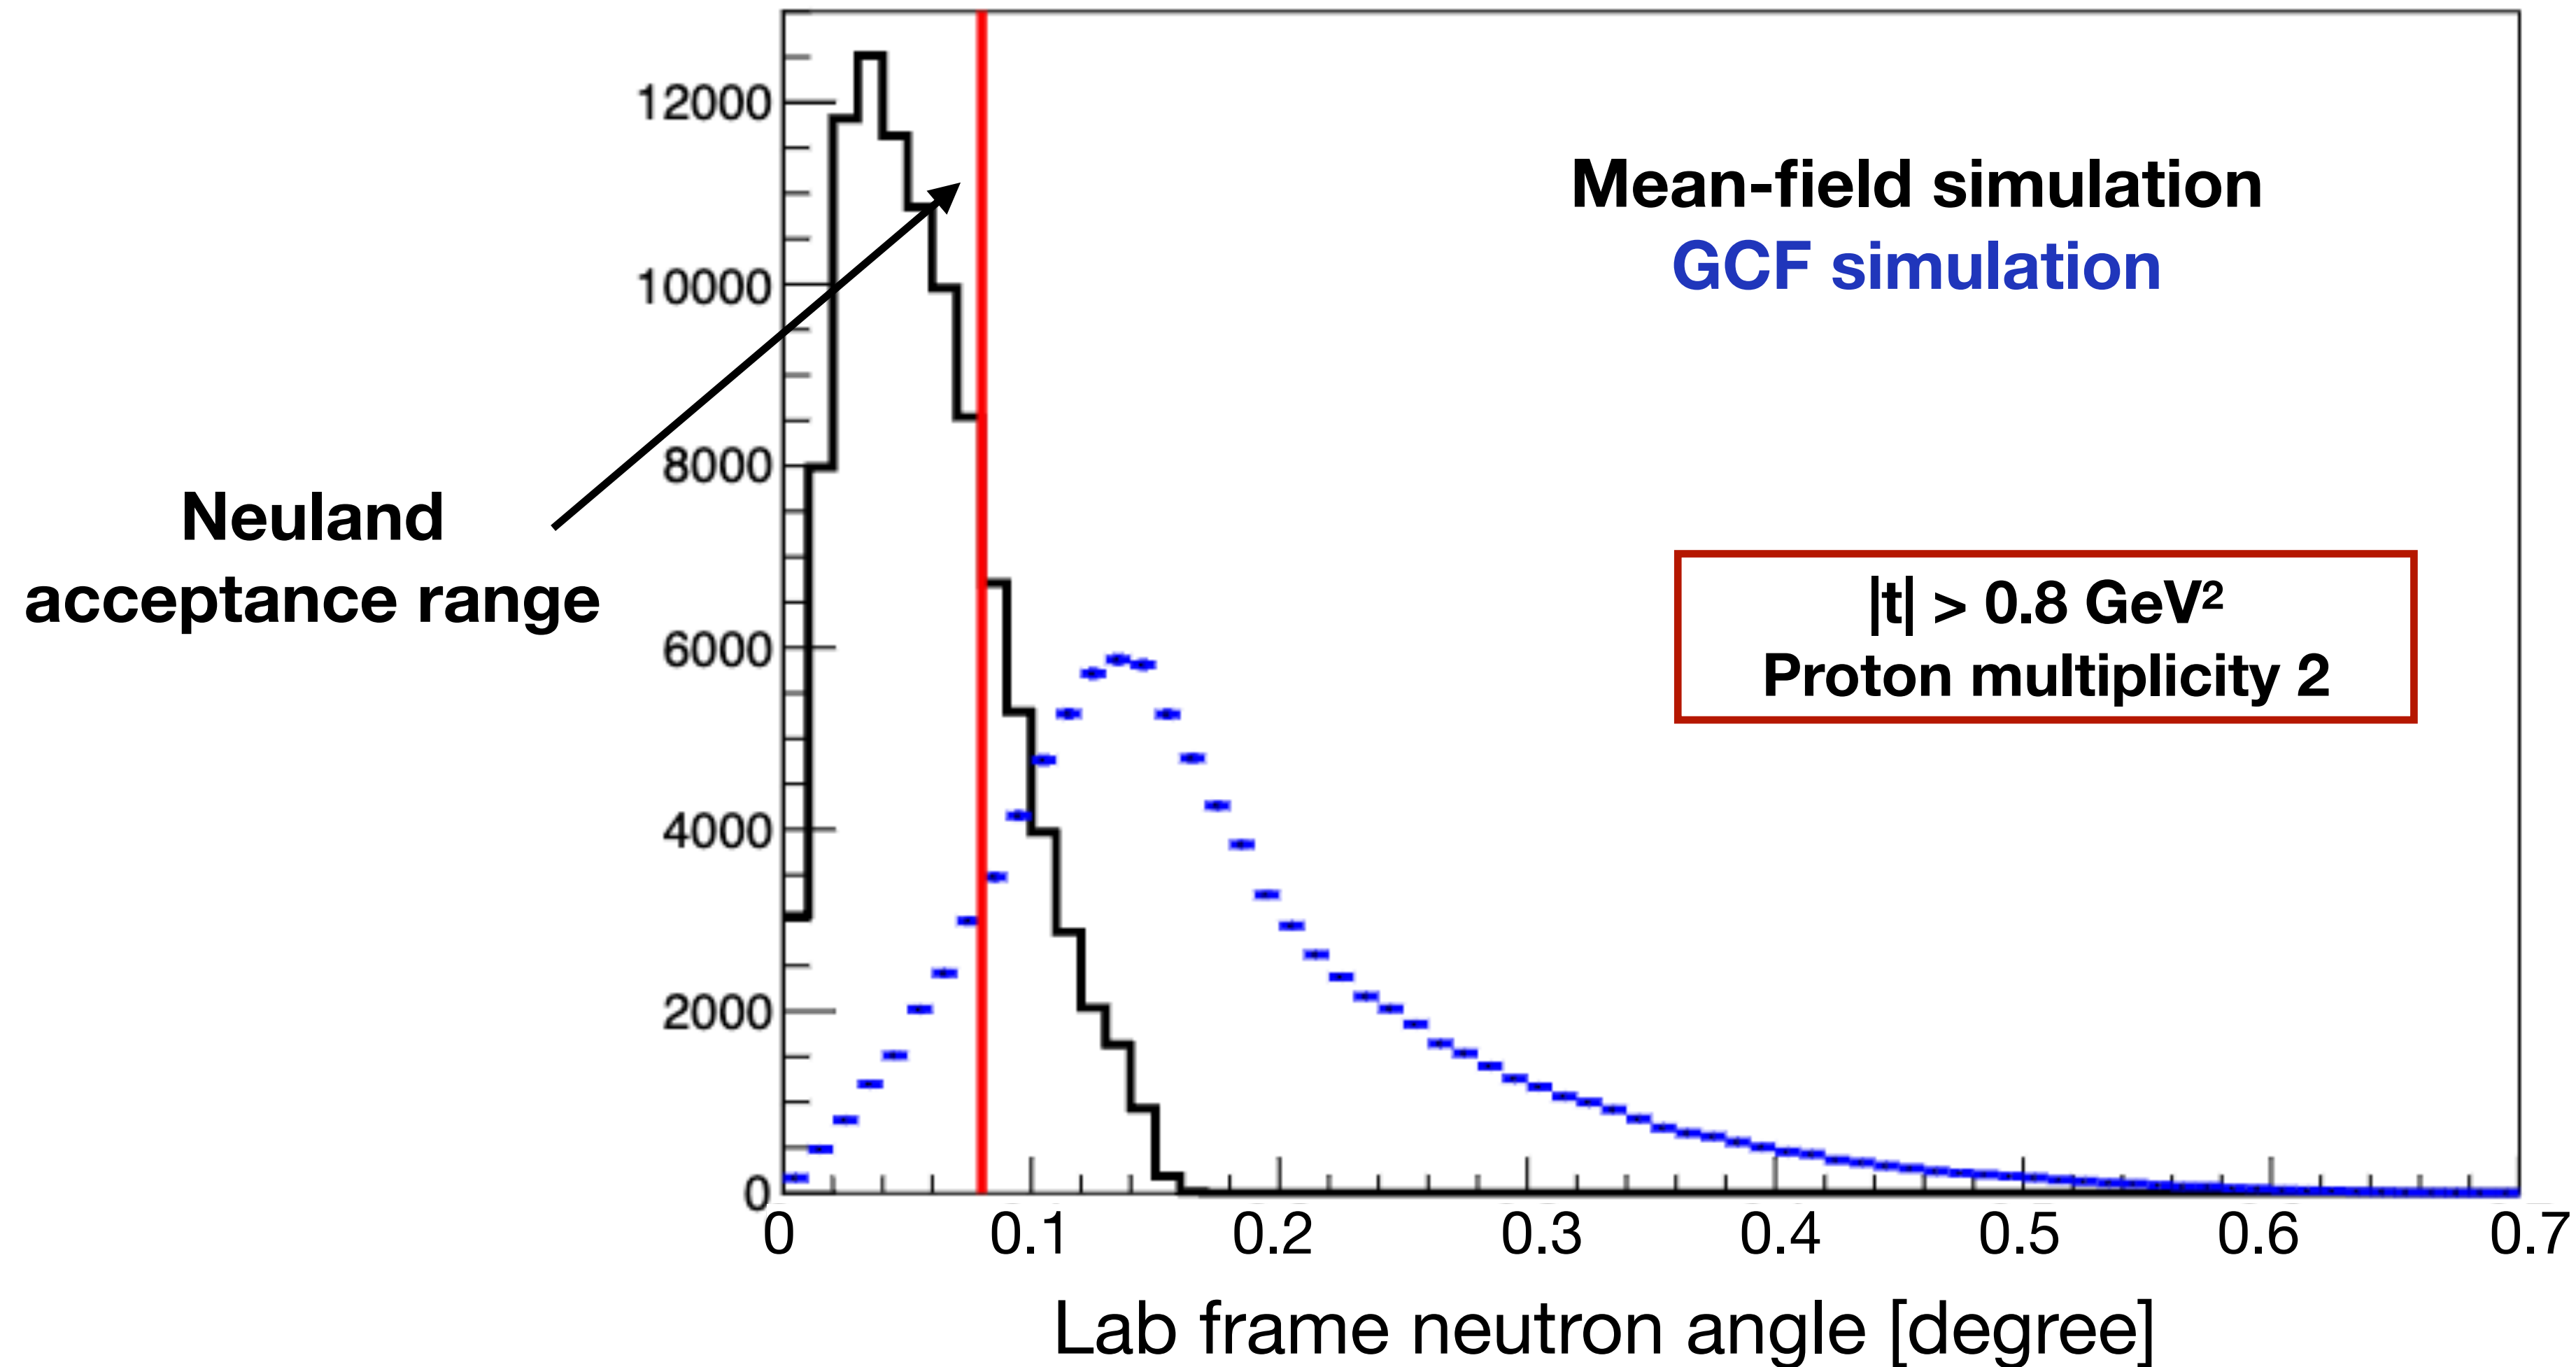 12000
10000
8000
6000
4000
2000
0
Mean-field simulation
GCF simulation
Neuland
acceptance range
|t| > 0.8 GeV²
Proton multiplicity 2
0 0.1 0.2 0.3 0.4 0.5 0.6 0.7
Lab frame neutron angle [degree]